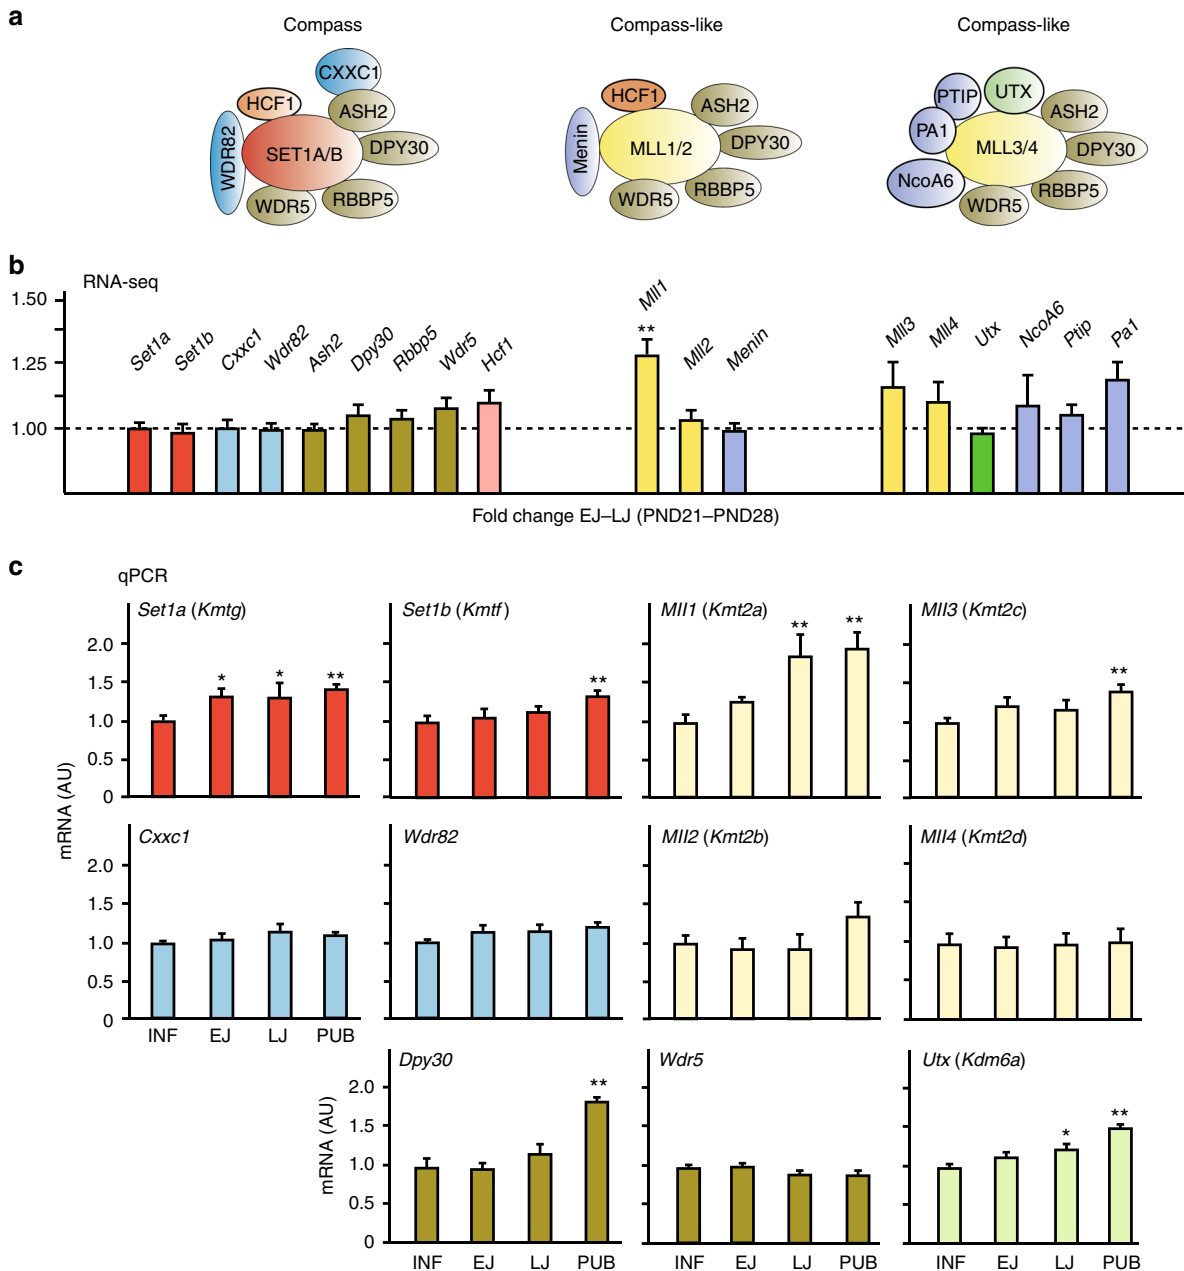 a
Compass
Compass-like
Compass-like
CXXC1
HCF1
ASH2
WDR82
SET1A/B
DPY30
WDR5
RBBP5
HCF1
ASH2
Menin
MLL1/2
DPY30
WDR5
RBBP5
PTIP
UTX
ASH2
PA1
MLL3/4
DPY30
NcoA6
WDR5
RBBP5
b
RNA-seq
1.50
1.25
1.00
Set1a
Set1b
Cxxc1
Wdr82
Ash2
Dpy30
Rbbp5
Wdr5
Hcf1
Mll1
**
Mll2
Menin
Mll3
Mll4
Utx
NcoA6
Ptip
Pa1
Fold change EJ–LJ (PND21–PND28)
c
qPCR
mRNA (AU)
Set1a (Kmtg)
2.0
1.5
1.0
0.5
0
* * **
Set1b (Kmtf)
**
Mll1 (Kmt2a)
** **
Mll3 (Kmt2c)
**
Cxxc1
2.0
1.5
1.0
0.5
0
INF EJ LJ PUB
Wdr82
Mll2 (Kmt2b)
Mll4 (Kmt2d)
mRNA (AU)
Dpy30
2.0
1.5
1.0
0.5
0
**
INF EJ LJ PUB
Wdr5
INF EJ LJ PUB
Utx (Kdm6a)
* **
INF EJ LJ PUB